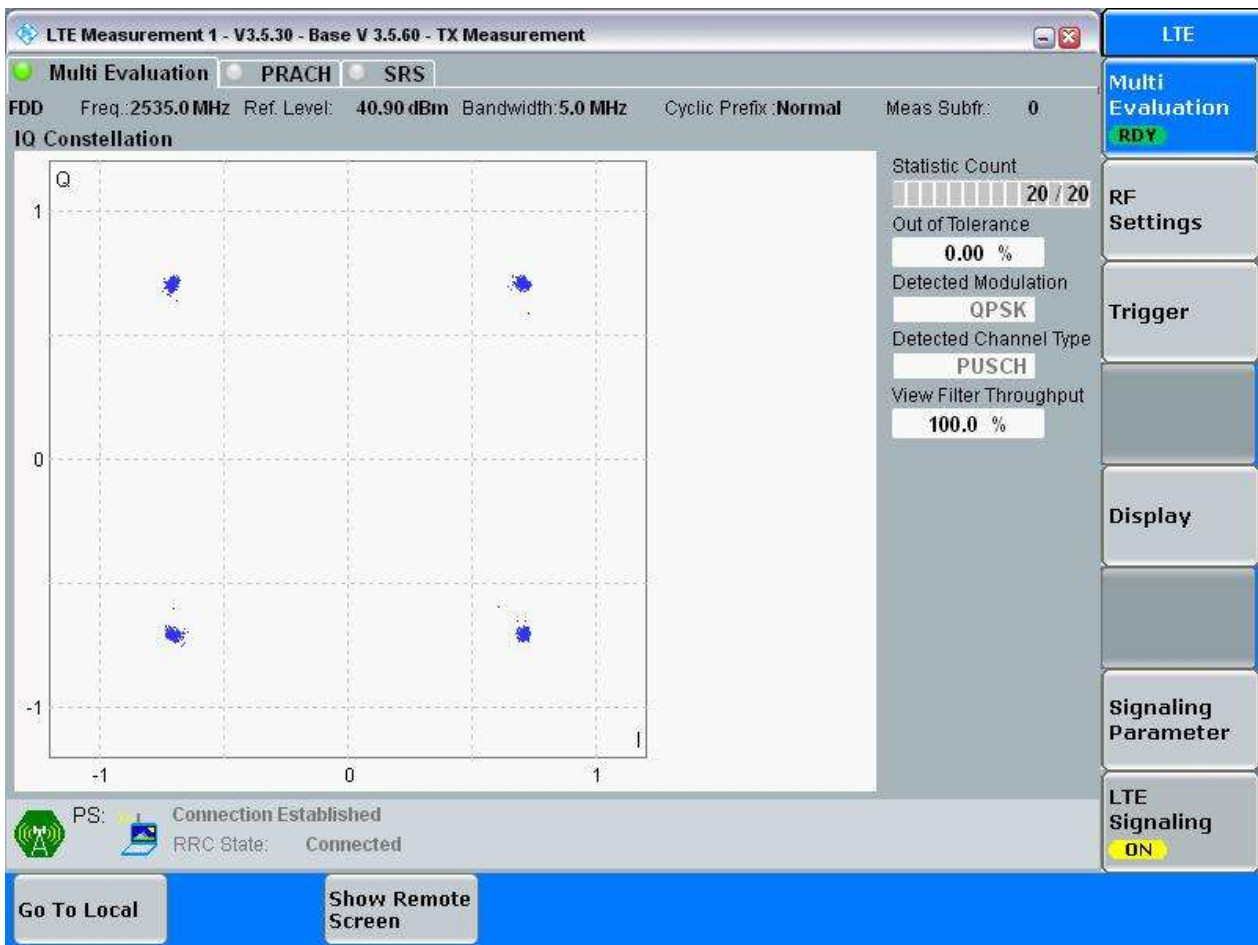 LTE Measurement 1 - V3.5.30 - Base V 3.5.60 - TX Measurement
LTE
Multi Evaluation PRACH SRS
FDD Freq.:2535.0 MHz Ref. Level: 40.90 dBm Bandwidth:5.0 MHz Cyclic Prefix :Normal Meas Subfr.: 0
IQ Constellation
Q
1
0
-1
I
-1 0 1
Statistic Count
20 / 20
Out of Tolerance
0.00 %
Detected Modulation
QPSK
Detected Channel Type
PUSCH
View Filter Throughput
100.0 %
Multi
Evaluation
RDY
RF
Settings
Trigger
Display
Signaling
Parameter
LTE
Signaling
ON
PS: Connection Established
RRC State: Connected
Go To Local
Show Remote
Screen